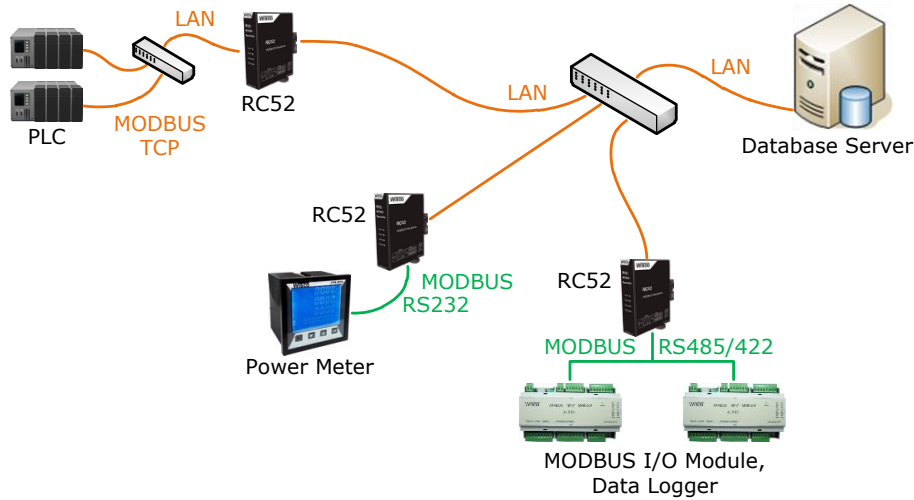 LAN
RC52
PLC
MODBUS
TCP
LAN
LAN
Database Server
RC52
MODBUS
RS232
Power Meter
RC52
MODBUS
RS485/422
MODBUS I/O Module,
Data Logger